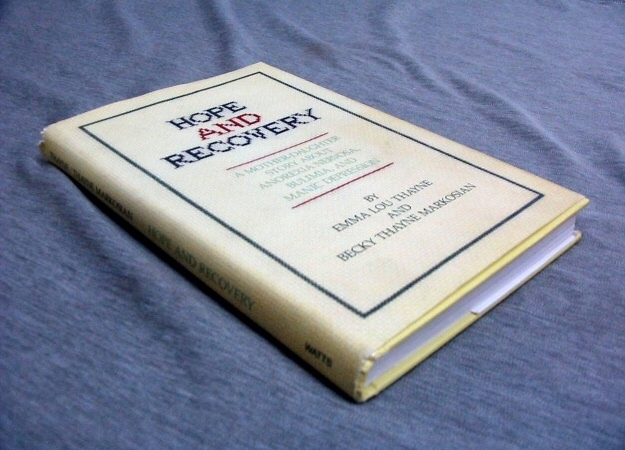 HOPE
AND
RECOVERY
A MOTHER-DAUGHTER
STORY ABOUT
ANOREXIA NERVOSA,
BULIMIA, AND
MANIC DEPRESSION
BY
EMMA LOU THAYNE
AND
BECKY THAYNE MARKOSIAN
THAYNE MARKOSIAN
HOPE AND RECOVERY
WATTS